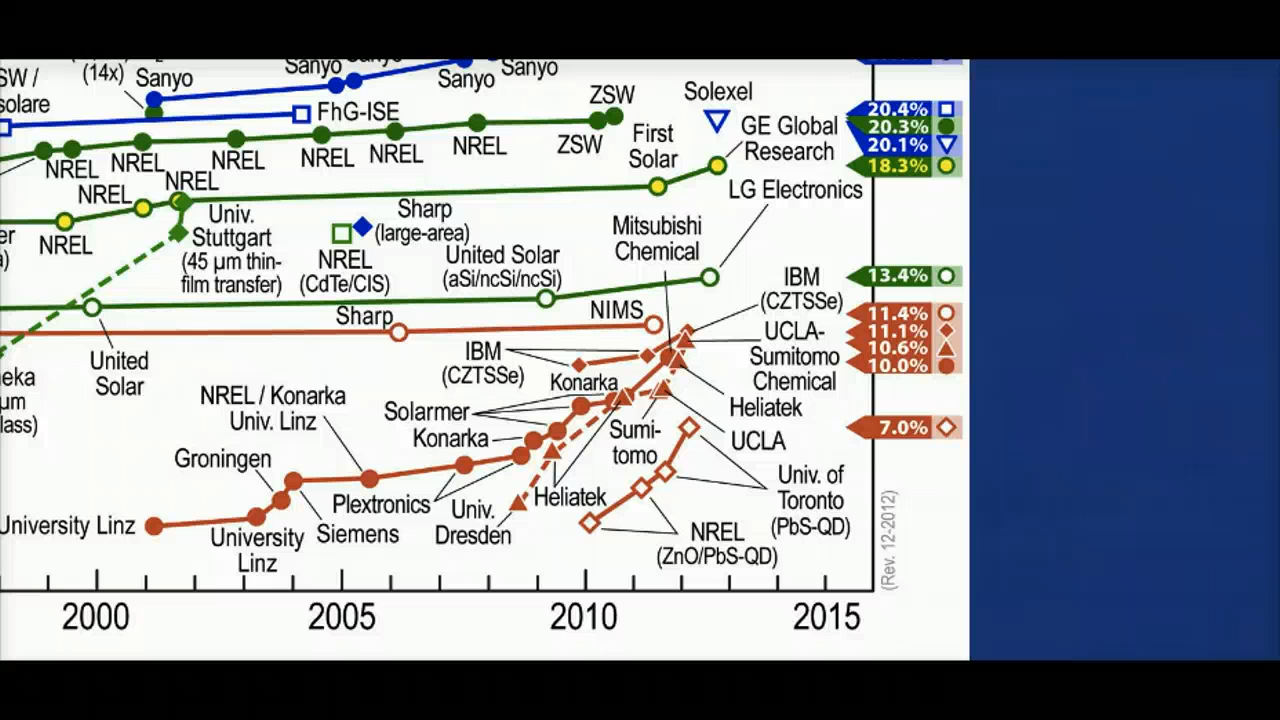 (14x)
Sanyo
Sanyo
Sanyo
Sanyo
SW /
solare
FhG-ISE
ZSW
ZSW
Solexel
First
Solar
GE Global
Research
LG Electronics
NREL
NREL
NREL
NREL
NREL
NREL
NREL
NREL
NREL
Univ.
Stuttgart
(45 µm thin-
film transfer)
Sharp
(large-area)
NREL
(CdTe/CIS)
United Solar
(aSi/ncSi/ncSi)
Mitsubishi
Chemical
IBM
(CZTSSe)
NIMS
Sharp
United
Solar
IBM
(CZTSSe)
UCLA-
Sumitomo
Chemical
Konarka
Heliatek
NREL / Konarka
Univ. Linz
Solarmer
Konarka
Sumi-
tomo
UCLA
Groningen
Plextronics
Univ.
Dresden
Heliatek
Univ. of
Toronto
(PbS-QD)
University Linz
University
Linz
Siemens
NREL
(ZnO/PbS-QD)
20.4%
20.3%
20.1%
18.3%
13.4%
11.4%
11.1%
10.6%
10.0%
7.0%
(Rev. 12-2012)
2000
2005
2010
2015